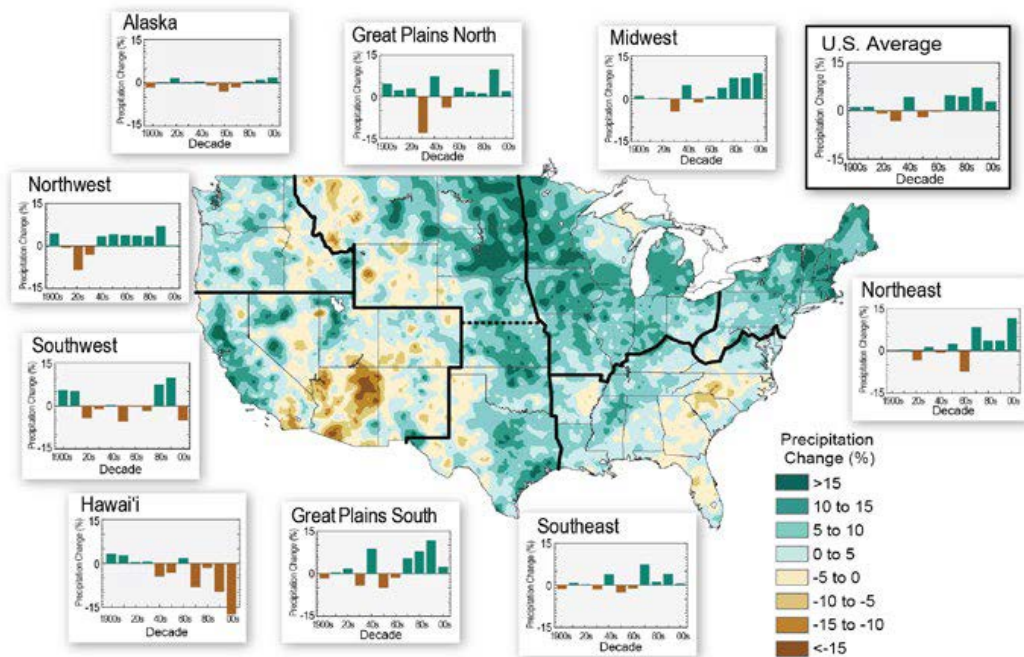 Alaska
Precipitation Change (%)
15
0
-15
1900s 20s 40s 60s 80s 00s
Decade
Great Plains North
Precipitation Change (%)
15
0
-15
1900s 20s 40s 60s 80s 00s
Decade
Midwest
Precipitation Change (%)
15
0
-15
1900s 20s 40s 60s 80s 00s
Decade
U.S. Average
Precipitation Change (%)
15
0
-15
1900s 20s 40s 60s 80s 00s
Decade
Northwest
Precipitation Change (%)
15
0
-15
1900s 20s 40s 60s 80s 00s
Decade
Southwest
Precipitation Change (%)
15
0
-15
1900s 20s 40s 60s 80s 00s
Decade
Northeast
Precipitation Change (%)
15
0
-15
1900s 20s 40s 60s 80s 00s
Decade
Hawai'i
Precipitation Change (%)
15
0
-15
1900s 20s 40s 60s 80s 00s
Decade
Great Plains South
Precipitation Change (%)
15
0
-15
1900s 20s 40s 60s 80s 00s
Decade
Southeast
Precipitation Change (%)
15
0
-15
1900s 20s 40s 60s 80s 00s
Decade
Precipitation
Change (%)
>15
10 to 15
5 to 10
0 to 5
-5 to 0
-10 to -5
-15 to -10
<-15